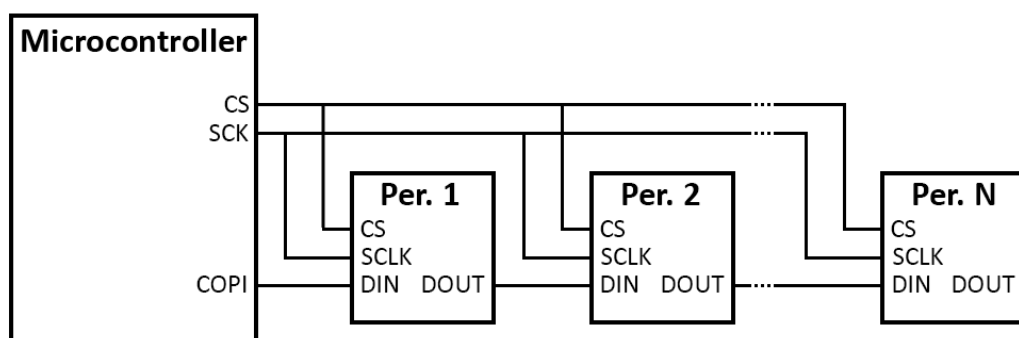 Microcontroller
CS
SCK
COPI
Per. 1
CS
SCLK
DIN DOUT
Per. 2
CS
SCLK
DIN DOUT
Per. N
CS
SCLK
DIN DOUT